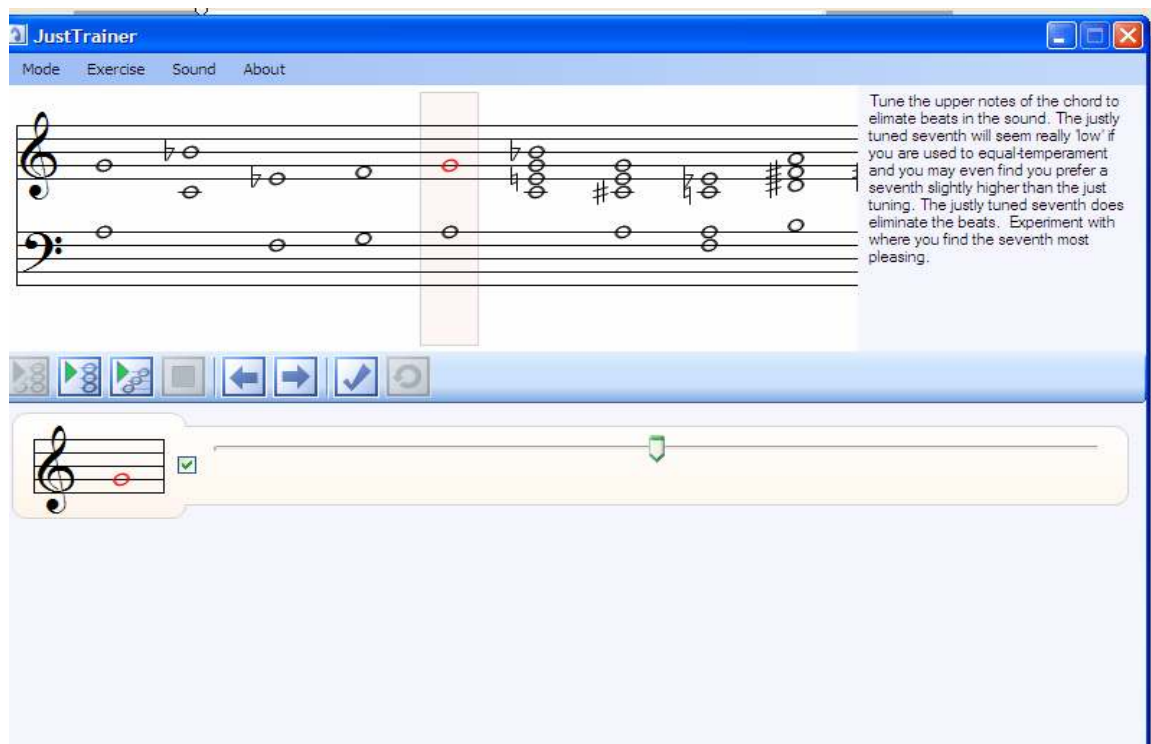 JustTrainer
Mode Exercise Sound About
Tune the upper notes of the chord to
elimate beats in the sound. The justly
tuned seventh will seem really 'low' if
you are used to equal-temperament
and you may even find you prefer a
seventh slightly higher than the just
tuning. The justly tuned seventh does
eliminate the beats. Experiment with
where you find the seventh most
pleasing.